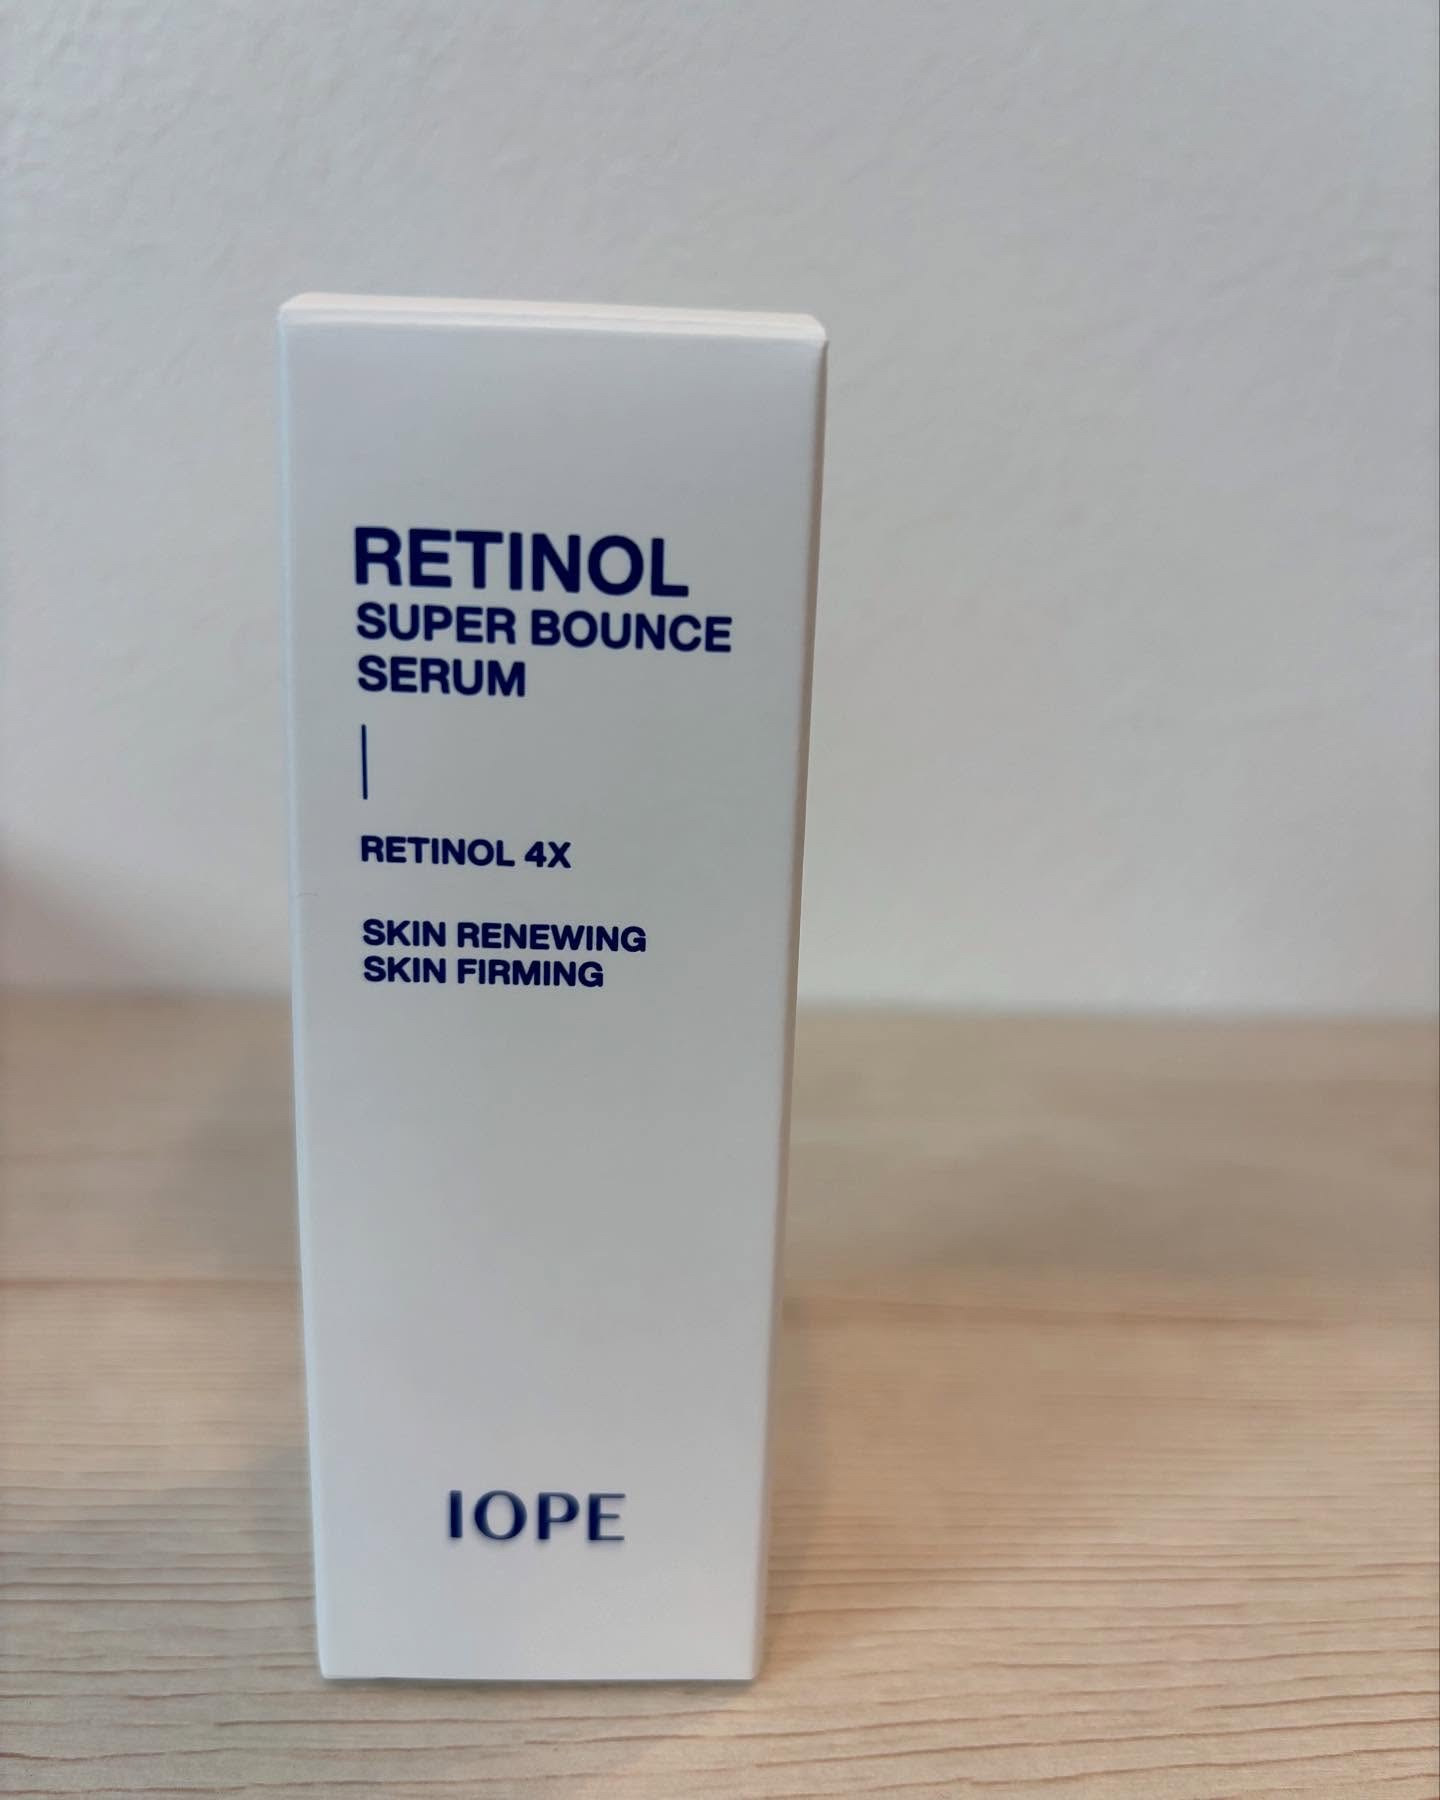 RETINOL
SUPER BOUNCE
SERUM
RETINOL 4X
SKIN RENEWING
SKIN FIRMING
IOPE